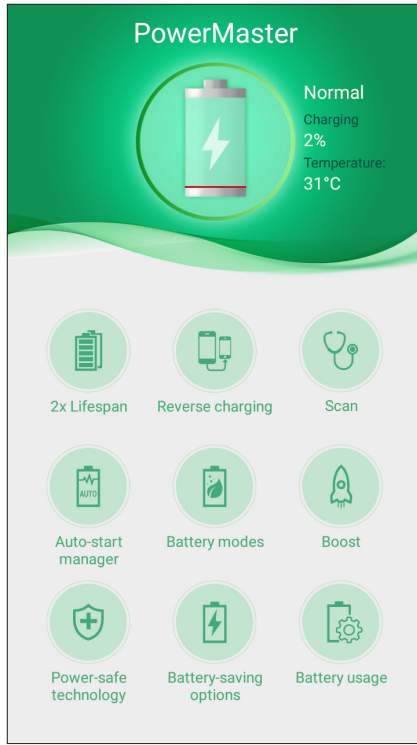 PowerMaster
Normal
Charging
2%
Temperature:
31°C
2x Lifespan
Reverse charging
Scan
AUTO
Auto-start
manager
Battery modes
Boost
Power-safe
technology
Battery-saving
options
Battery usage